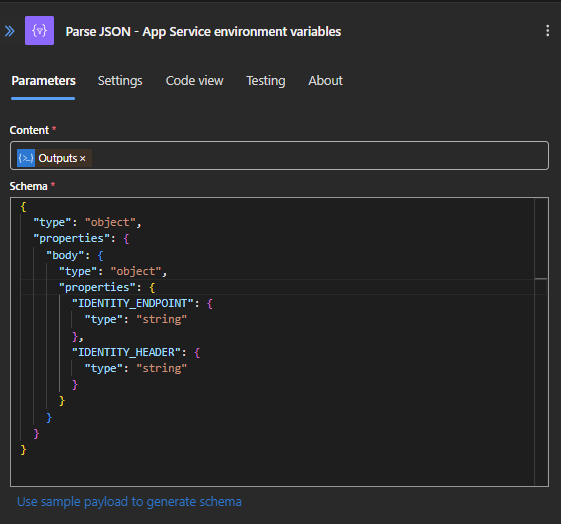 Parse JSON - App Service environment variables
Parameters Settings Code view Testing About
Content *
Outputs ×
Schema *
{
  "type": "object",
  "properties": {
    "body": {
      "type": "object",
      "properties": {
        "IDENTITY_ENDPOINT": {
          "type": "string"
        },
        "IDENTITY_HEADER": {
          "type": "string"
        }
      }
    }
  }
}
Use sample payload to generate schema